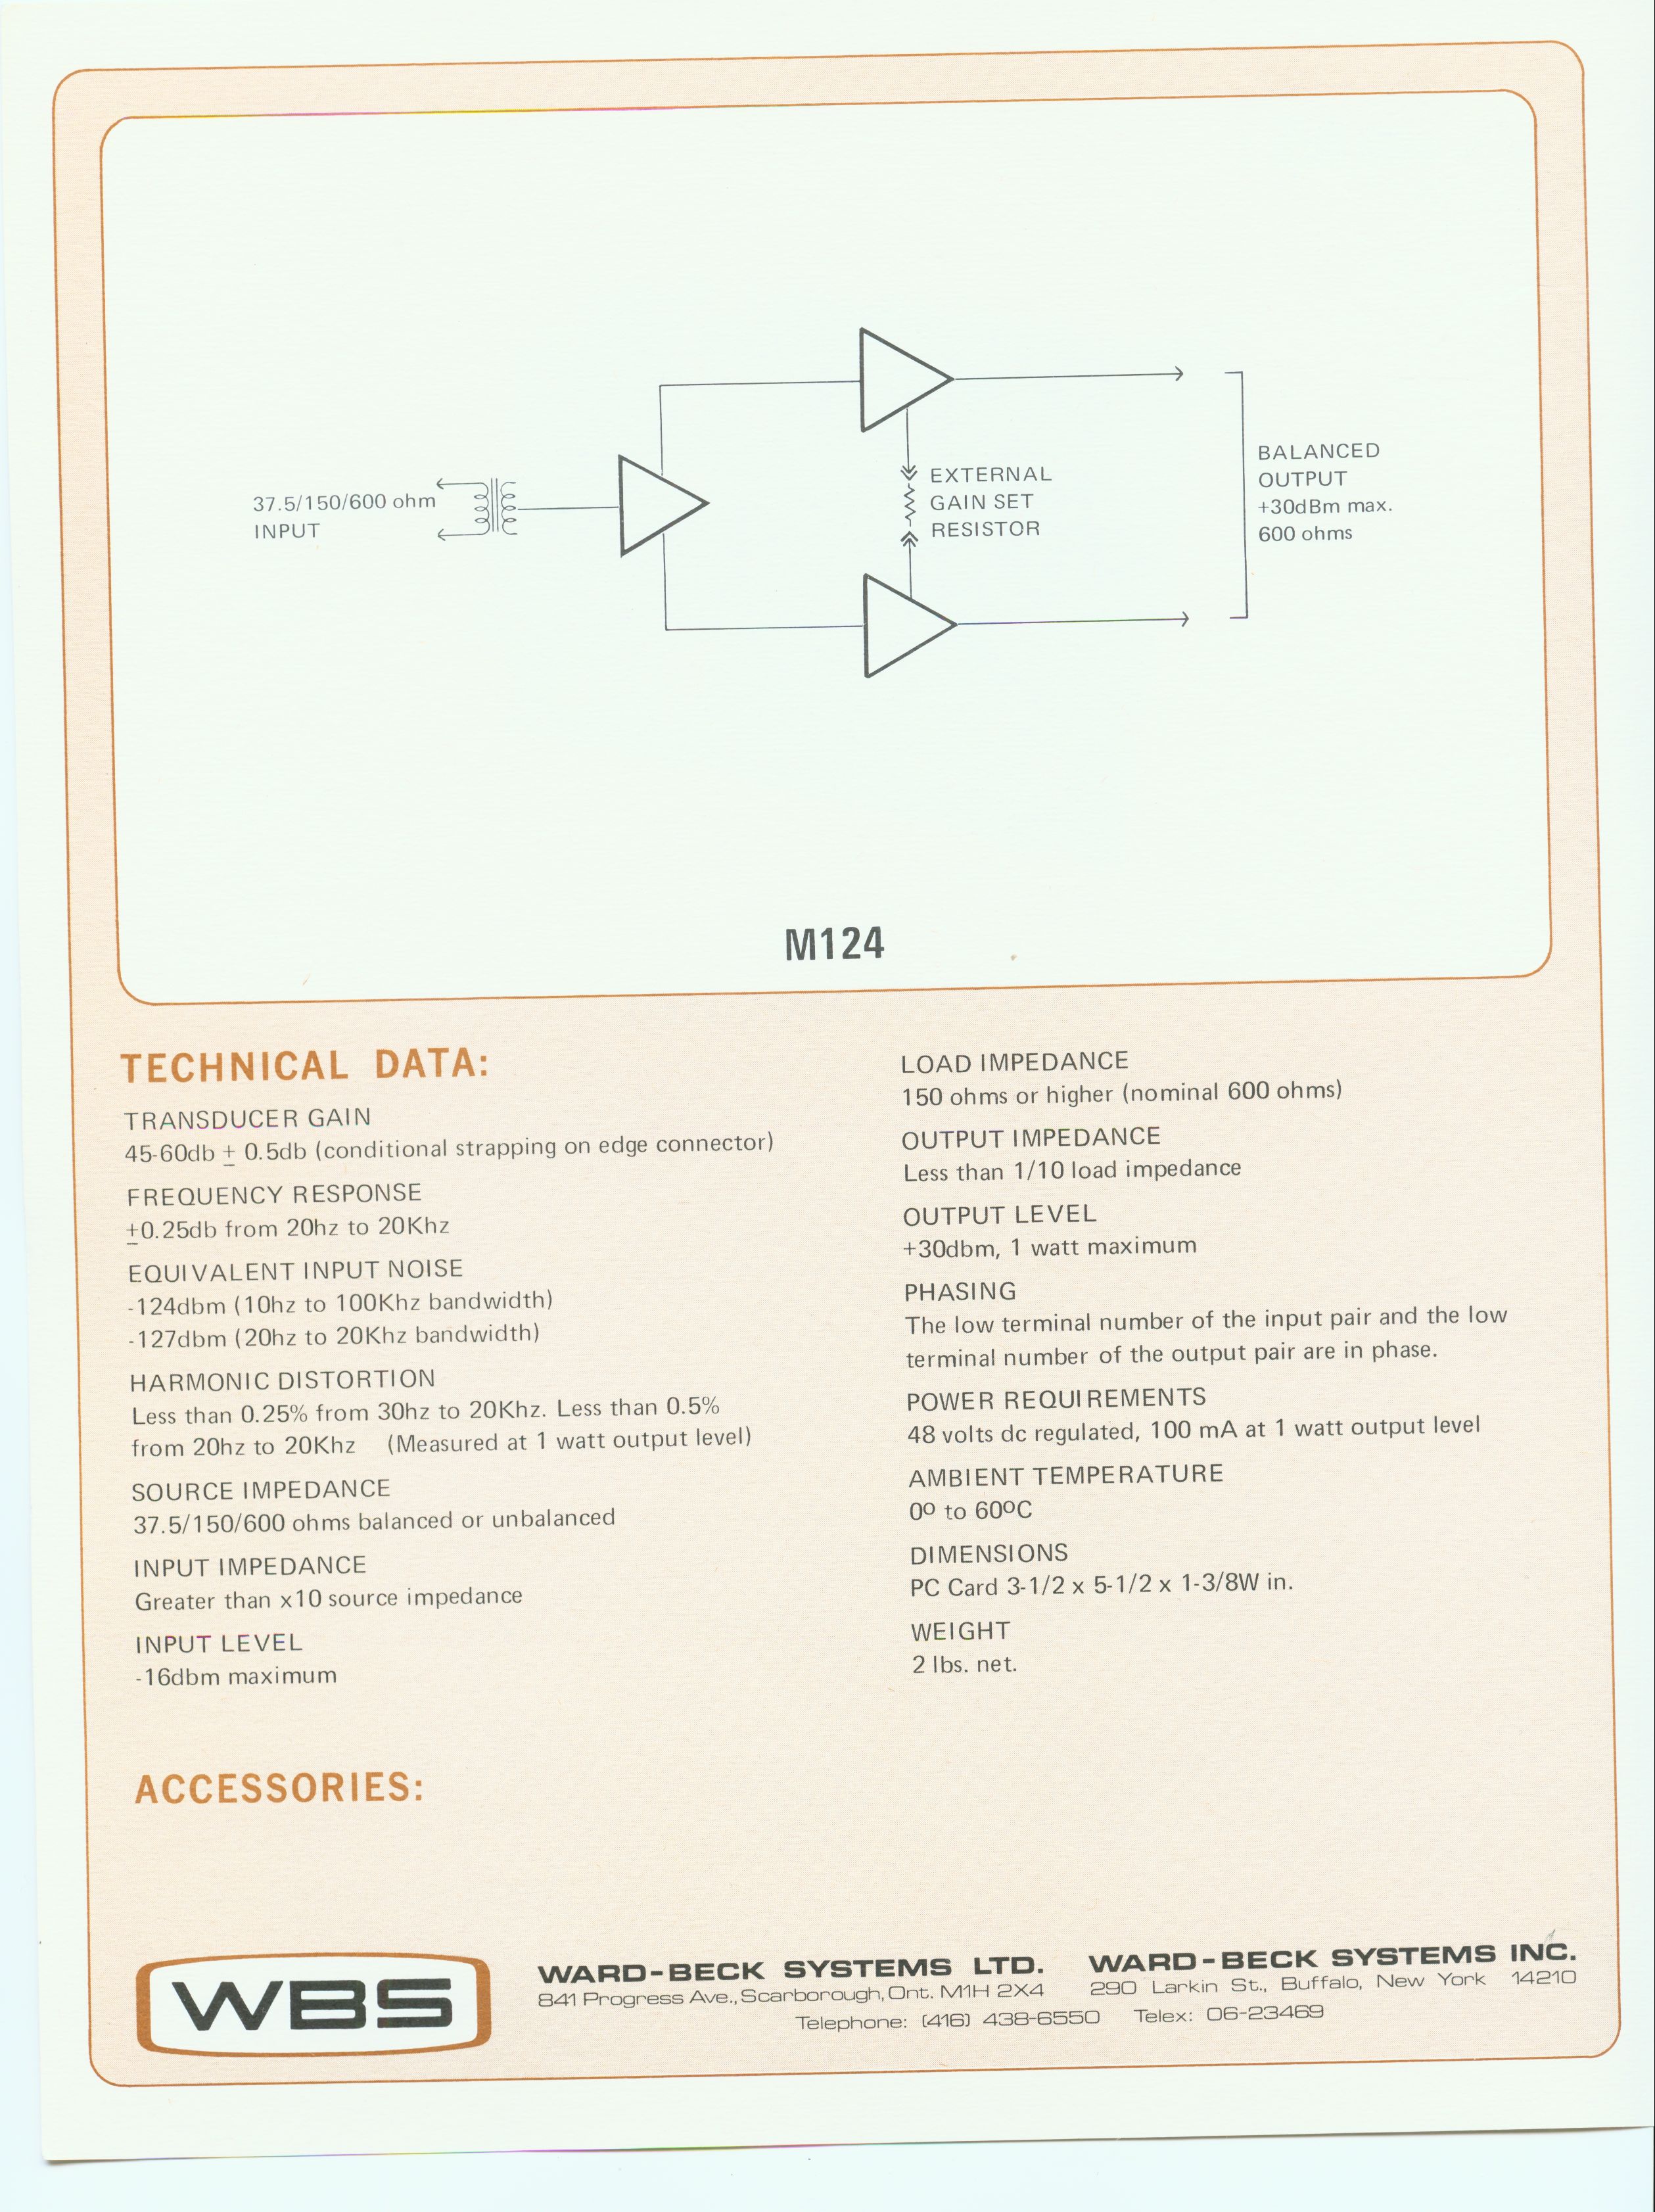 37.5/150/600 ohm
INPUT
EXTERNAL
GAIN SET
RESISTOR
BALANCED
OUTPUT
+30dBm max.
600 ohms
M124
TECHNICAL DATA:
TRANSDUCER GAIN
45-60db ± 0.5db (conditional strapping on edge connector)
FREQUENCY RESPONSE
±0.25db from 20hz to 20Khz
EQUIVALENT INPUT NOISE
-124dbm (10hz to 100Khz bandwidth)
-127dbm (20hz to 20Khz bandwidth)
HARMONIC DISTORTION
Less than 0.25% from 30hz to 20Khz. Less than 0.5%
from 20hz to 20Khz (Measured at 1 watt output level)
SOURCE IMPEDANCE
37.5/150/600 ohms balanced or unbalanced
INPUT IMPEDANCE
Greater than x10 source impedance
INPUT LEVEL
-16dbm maximum
LOAD IMPEDANCE
150 ohms or higher (nominal 600 ohms)
OUTPUT IMPEDANCE
Less than 1/10 load impedance
OUTPUT LEVEL
+30dbm, 1 watt maximum
PHASING
The low terminal number of the input pair and the low
terminal number of the output pair are in phase.
POWER REQUIREMENTS
48 volts dc regulated, 100 mA at 1 watt output level
AMBIENT TEMPERATURE
0º to 60ºC
DIMENSIONS
PC Card 3-1/2 x 5-1/2 x 1-3/8W in.
WEIGHT
2 lbs. net.
ACCESSORIES:
WBS
WARD-BECK SYSTEMS LTD. WARD-BECK SYSTEMS INC.
841 Progress Ave., Scarborough, Ont. M1H 2X4 290 Larkin St., Buffalo, New York 14210
Telephone: (416) 438-6550 Telex: 06-23469